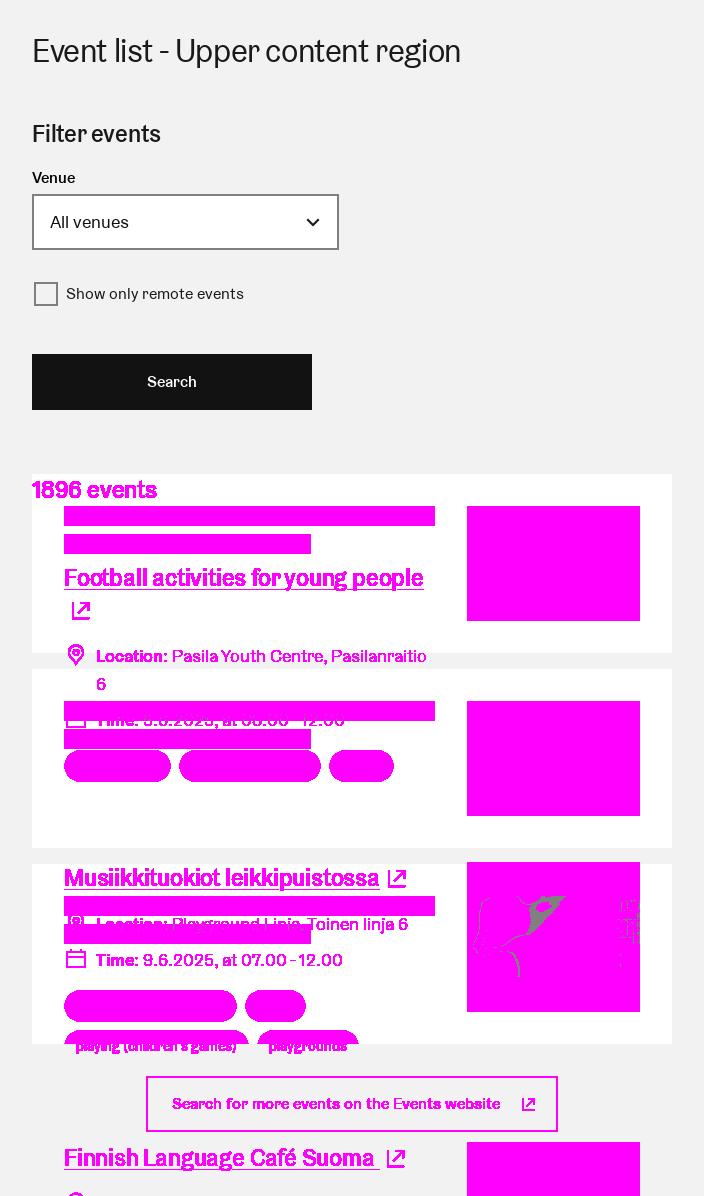 Event list - Upper content region
Filter events
Venue
All venues
Show only remote events
Search
1896 events
Football activities for young people
Location: Pasila Youth Centre, Pasilanraitio
6
Musiikkituokiot leikkipuistossa
Location: Playground Linja, Toinen linja 6
Time: 9.6.2025, at 07.00 - 12.00
playing (children's games) playgrounds
Search for more events on the Events website
Finnish Language Café Suoma